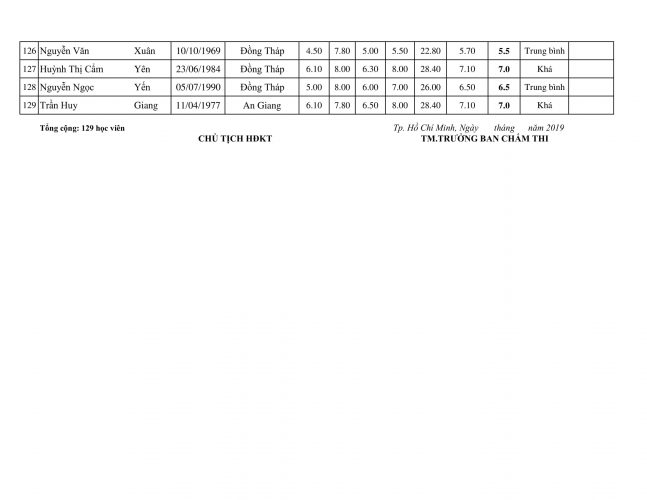 126 Nguyễn Văn Xuân 10/10/1969 Đồng Tháp 4.50 7.80 5.00 5.50 22.80 5.70 5.5 Trung bình
127 Huỳnh Thị Cẩm Yên 23/06/1984 Đồng Tháp 6.10 8.00 6.30 8.00 28.40 7.10 7.0 Khá
128 Nguyễn Ngọc Yến 05/07/1990 Đồng Tháp 5.00 8.00 6.00 7.00 26.00 6.50 6.5 Trung bình
129 Trần Huy Giang 11/04/1977 An Giang 6.10 7.80 6.50 8.00 28.40 7.10 7.0 Khá
Tổng cộng: 129 học viên Tp. Hồ Chí Minh, Ngày tháng năm 2019
CHỦ TỊCH HĐKT TM.TRƯỞNG BAN CHẤM THI